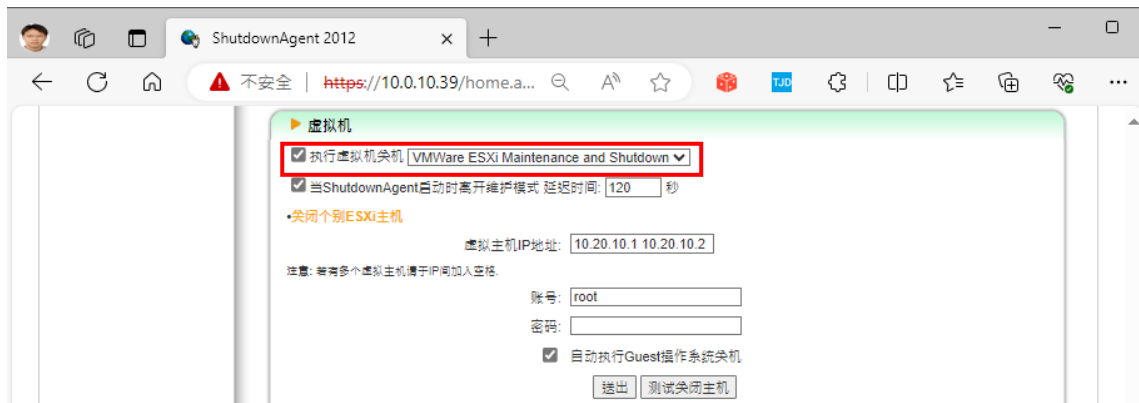 ShutdownAgent 2012
不安全 | https://10.0.10.39/home.a...
TJD
虚拟机
执行虚拟机关机 VMWare ESXi Maintenance and Shutdown
当ShutdownAgent启动时离开维护模式 延迟时间: 120 秒
•关闭个别ESXi主机
虚拟主机IP地址: 10.20.10.1 10.20.10.2
注意: 若有多个虚拟主机请于IP间加入空格.
账号: root
密码:
自动执行Guest操作系统关机
送出 测试关闭主机